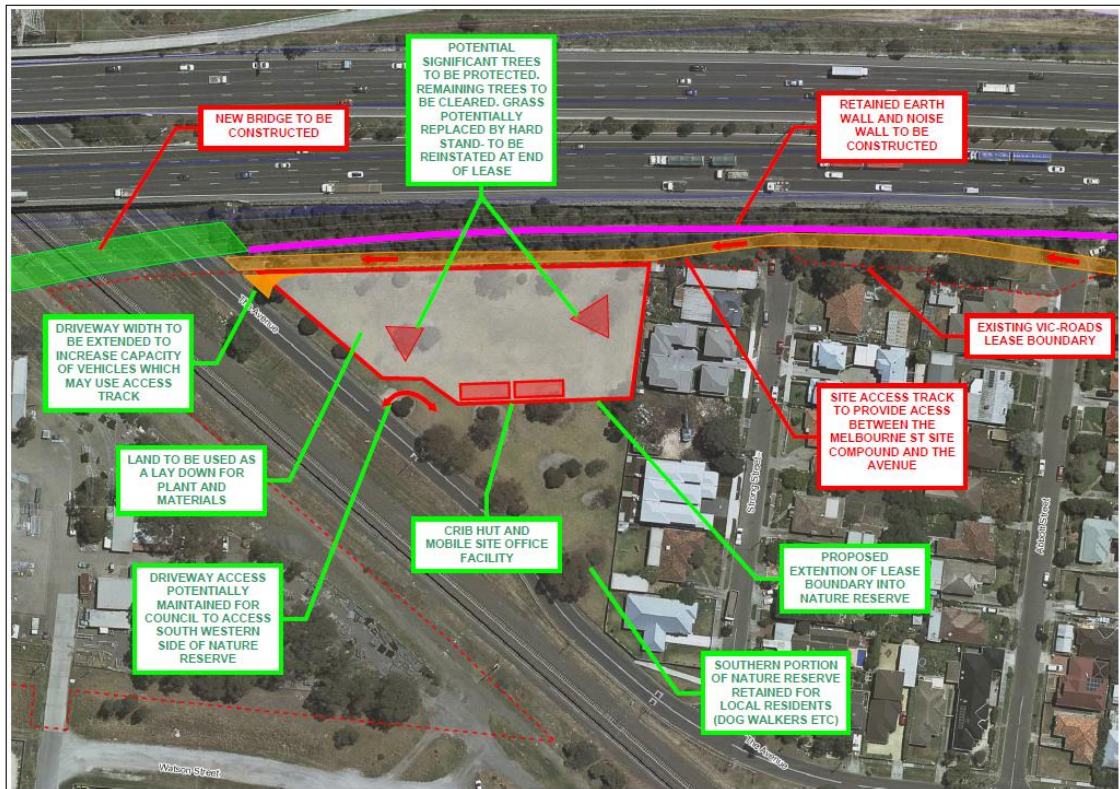 POTENTIAL
SIGNIFICANT TREES
TO BE PROTECTED.
REMAINING TREES TO
BE CLEARED. GRASS
POTENTIALLY
REPLACED BY HARD
STAND- TO BE
REINSTATED AT END
OF LEASE
NEW BRIDGE TO BE
CONSTRUCTED
RETAINED EARTH
WALL AND NOISE
WALL TO BE
CONSTRUCTED
DRIVEWAY WIDTH TO
BE EXTENDED TO
INCREASE CAPACITY
OF VEHICLES WHICH
MAY USE ACCESS
TRACK
The Avenue
EXISTING VIC-ROADS
LEASE BOUNDARY
SITE ACCESS TRACK
TO PROVIDE ACESS
BETWEEN THE
MELBOURNE ST SITE
COMPOUND AND THE
AVENUE
LAND TO BE USED AS
A LAY DOWN FOR
PLANT AND
MATERIALS
Strong Street
Abbott Street
CRIB HUT AND
MOBILE SITE OFFICE
FACILITY
PROPOSED
EXTENTION OF LEASE
BOUNDARY INTO
NATURE RESERVE
DRIVEWAY ACCESS
POTENTIALLY
MAINTAINED FOR
COUNCIL TO ACCESS
SOUTH WESTERN
SIDE OF NATURE
RESERVE
SOUTHERN PORTION
OF NATURE RESERVE
RETAINED FOR
LOCAL RESIDENTS
(DOG WALKERS ETC)
The Avenue
Watson Street